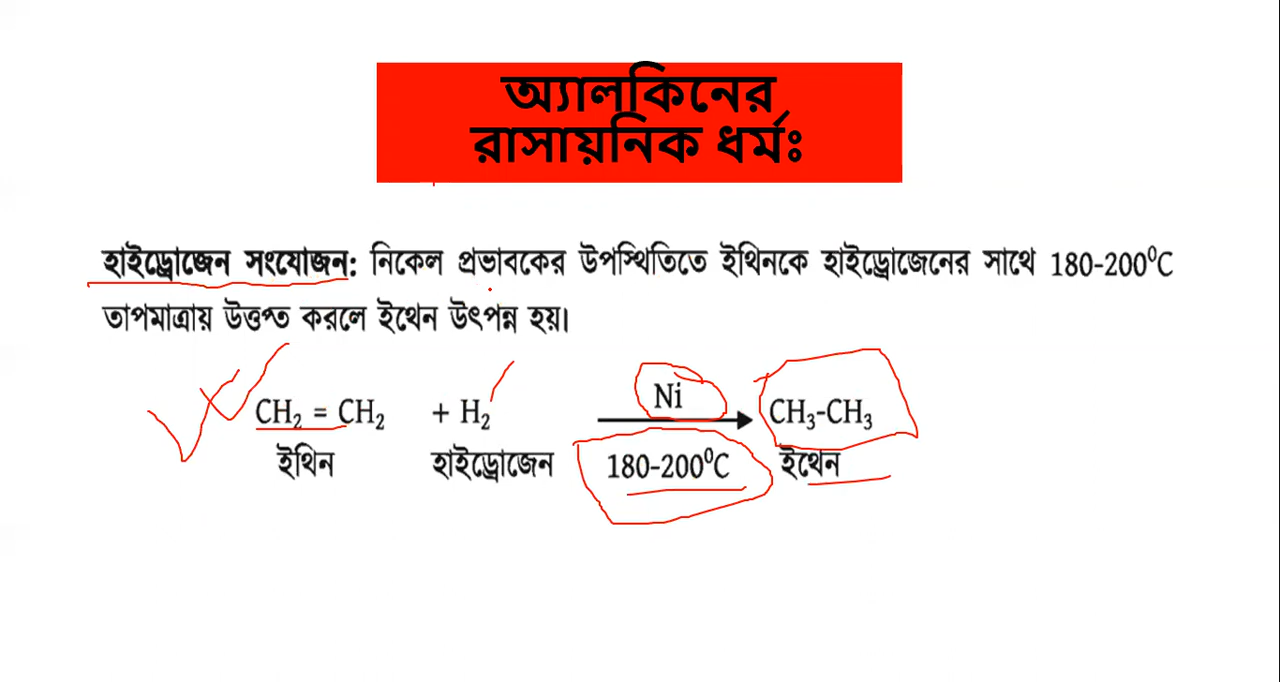 অ্যালকিনের
রাসায়নিক ধর্মঃ
হাইড্রোজেন সংযোজন: নিকেল প্রভাবকের উপস্থিতিতে ইথিনকে হাইড্রোজেনের সাথে 180-200⁰C
তাপমাত্রায় উত্তপ্ত করলে ইথেন উৎপন্ন হয়।
Ni
CH₂ = CH₂ + H₂ CH₃-CH₃
ইথিন হাইড্রোজেন 180-200⁰C ইথেন